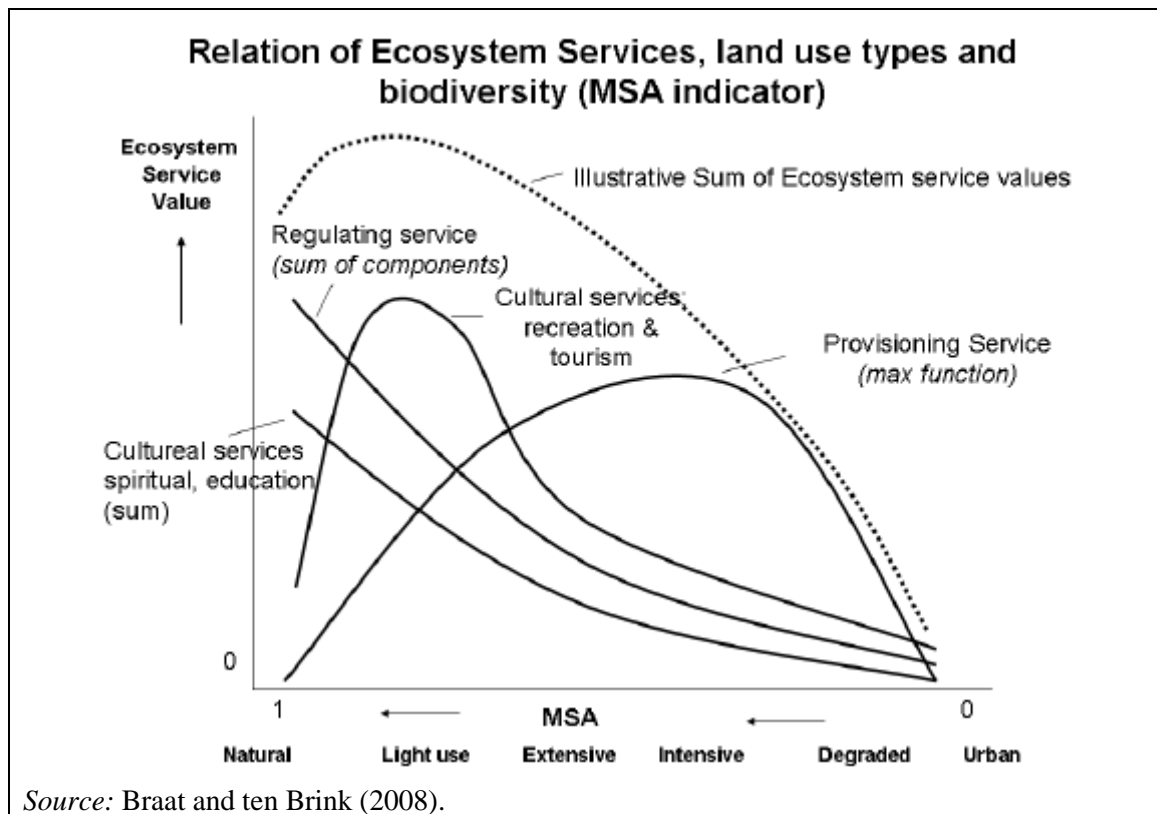 Relation of Ecosystem Services, land use types and
biodiversity (MSA indicator)
Ecosystem
Service
Value
Illustrative Sum of Ecosystem service values
Regulating service
(sum of components)
Cultural services:
recreation &
tourism
Provisioning Service
(max function)
Cultureal services
spiritual, education
(sum)
0
1
MSA
0
Natural
Light use
Extensive
Intensive
Degraded
Urban
Source: Braat and ten Brink (2008).